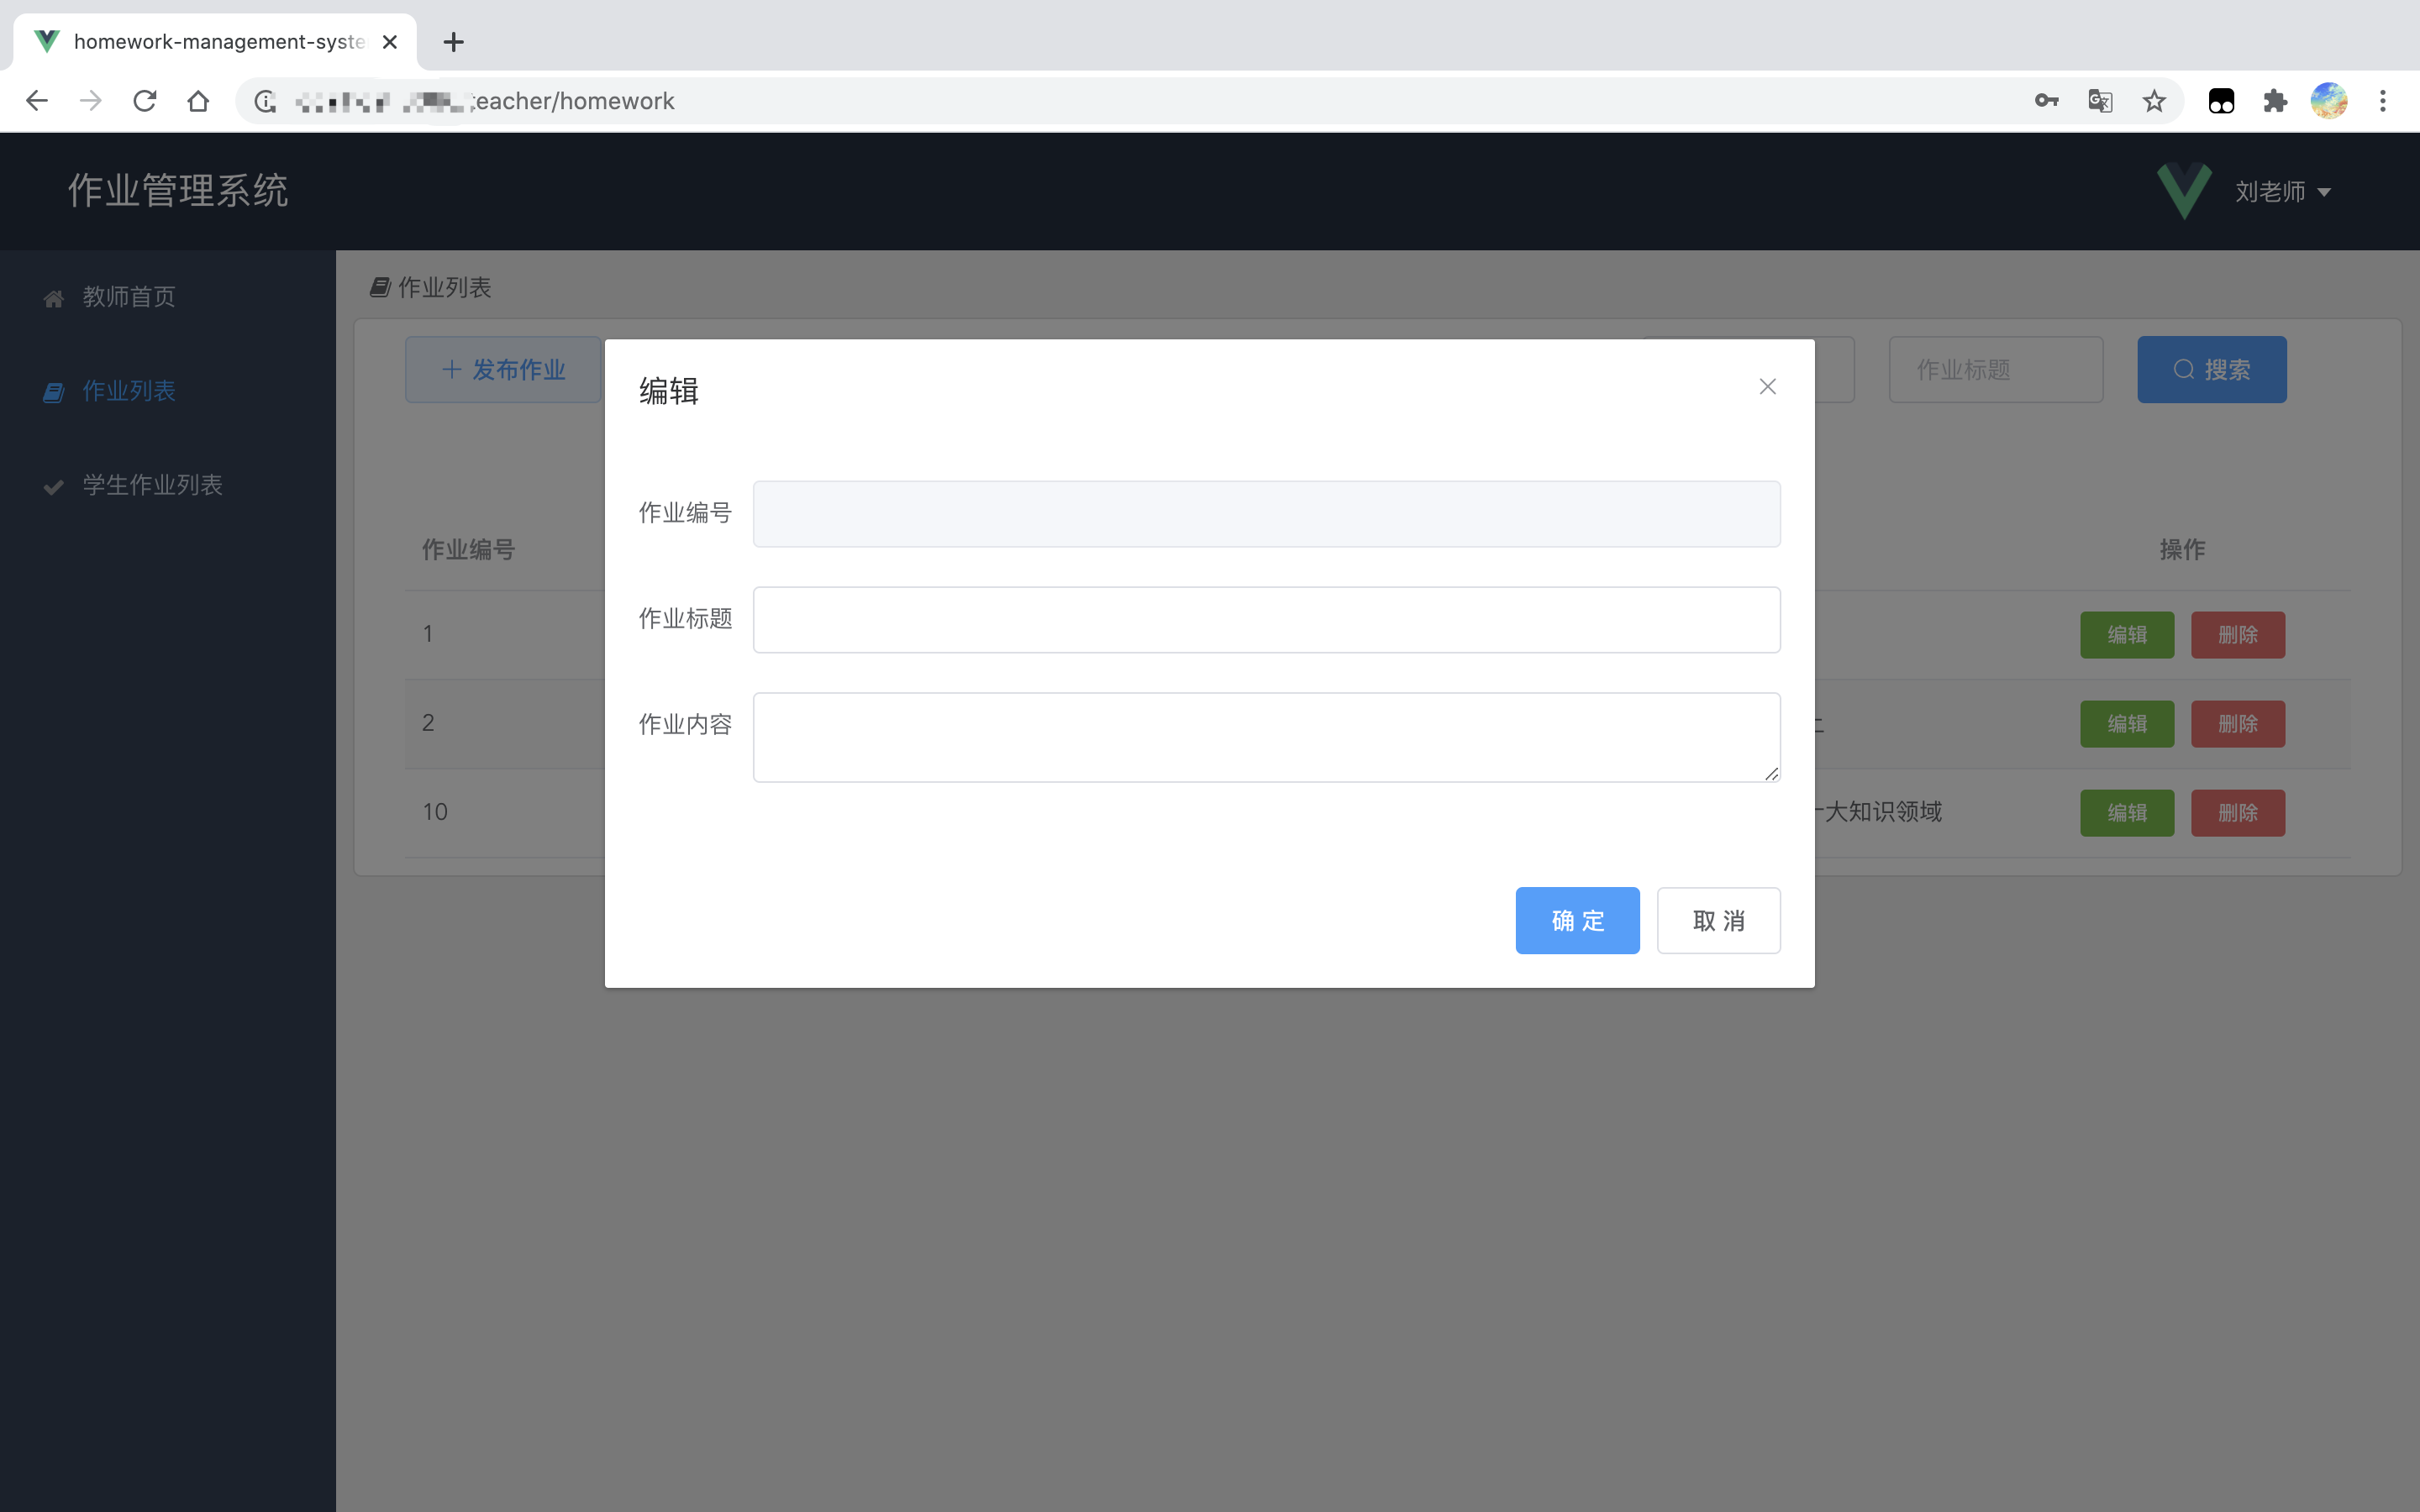 homework-management-syste
teacher/homework
作业管理系统
刘老师
教师首页
作业列表
学生作业列表
作业列表
发布作业
作业标题
搜索
作业编号
操作
1
编辑 删除
2
编辑 删除
10
大知识领域
编辑 删除
编辑
作业编号
作业标题
作业内容
确 定
取 消